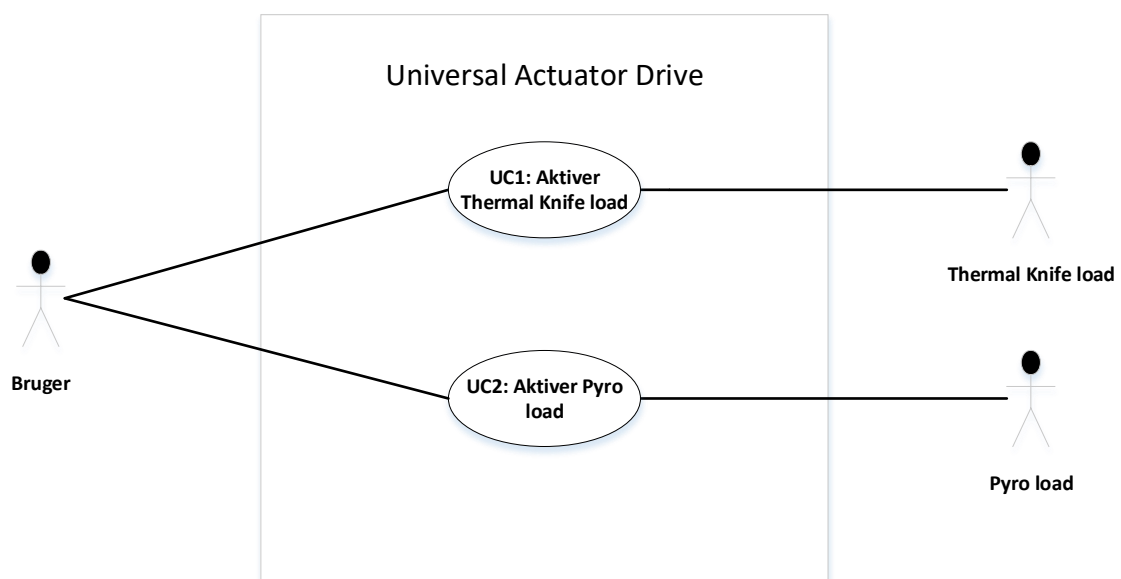 Universal Actuator Drive
UC1: Aktiver
Thermal Knife load
Thermal Knife load
Bruger
UC2: Aktiver Pyro
load
Pyro load